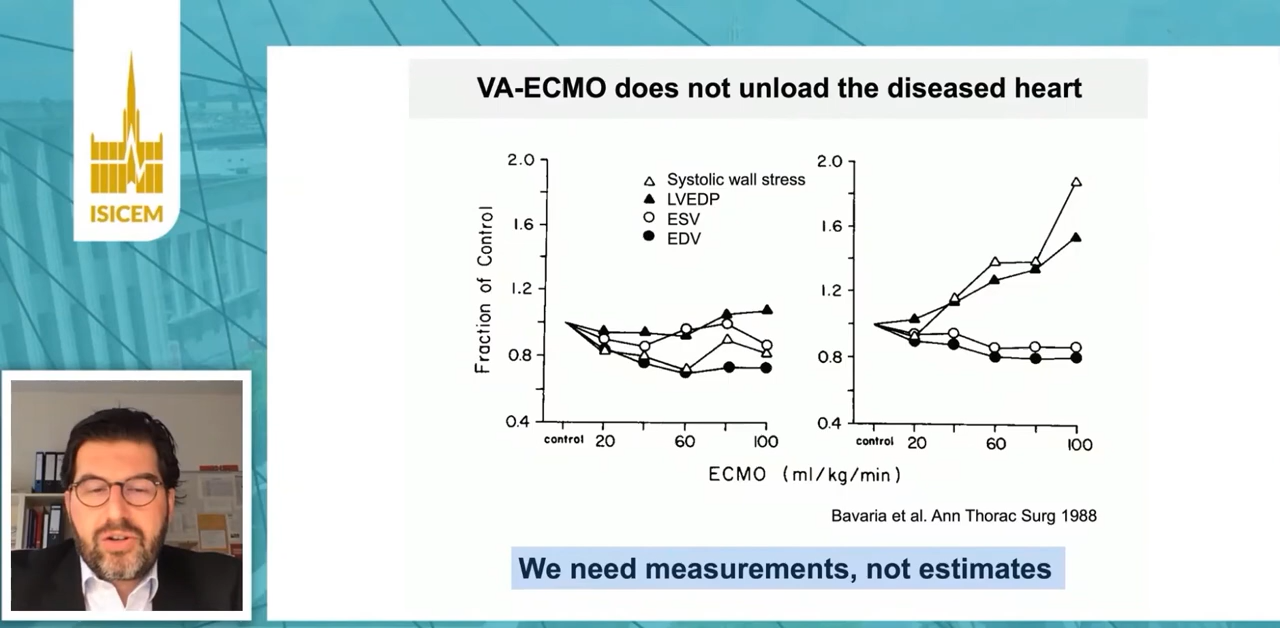 ISICEM
VA-ECMO does not unload the diseased heart
Fraction of Control
2.0
1.6
1.2
0.8
0.4
control 20 60 100
Systolic wall stress
LVEDP
ESV
EDV
2.0
1.6
1.2
0.8
0.4
control 20 60 100
ECMO (ml/kg/min)
Bavaria et al. Ann Thorac Surg 1988
We need measurements, not estimates